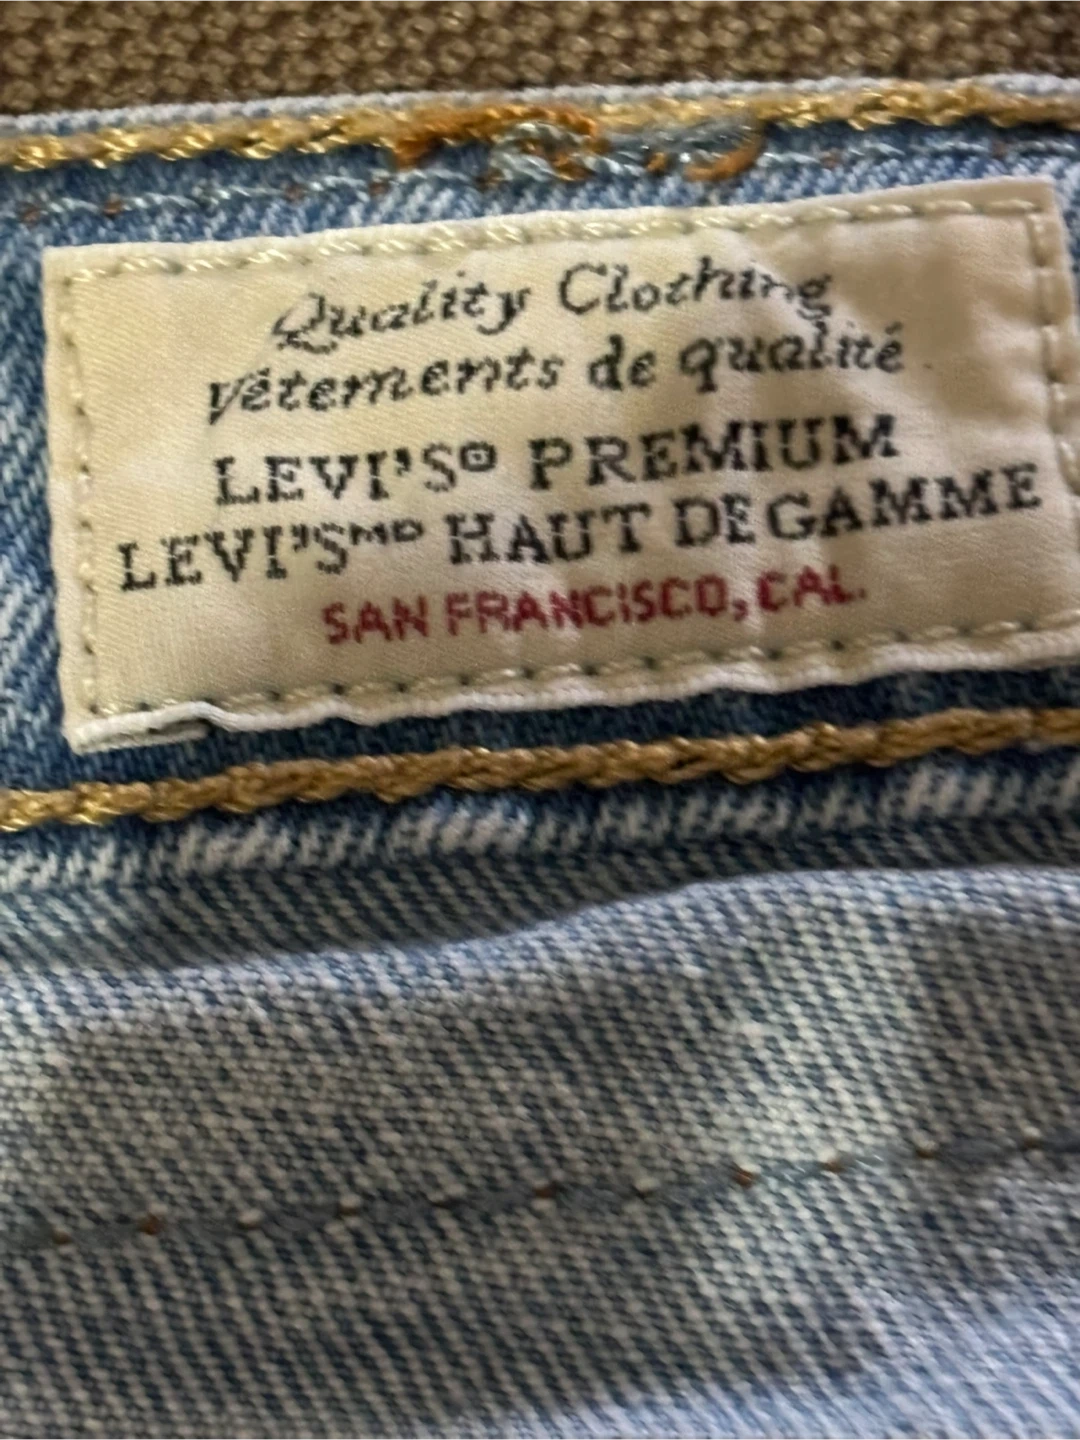 Quality Clothing
Vêtements de qualité
LEVI'S® PREMIUM
LEVI'Sᴹᴰ HAUT DE GAMME
SAN FRANCISCO, CAL.